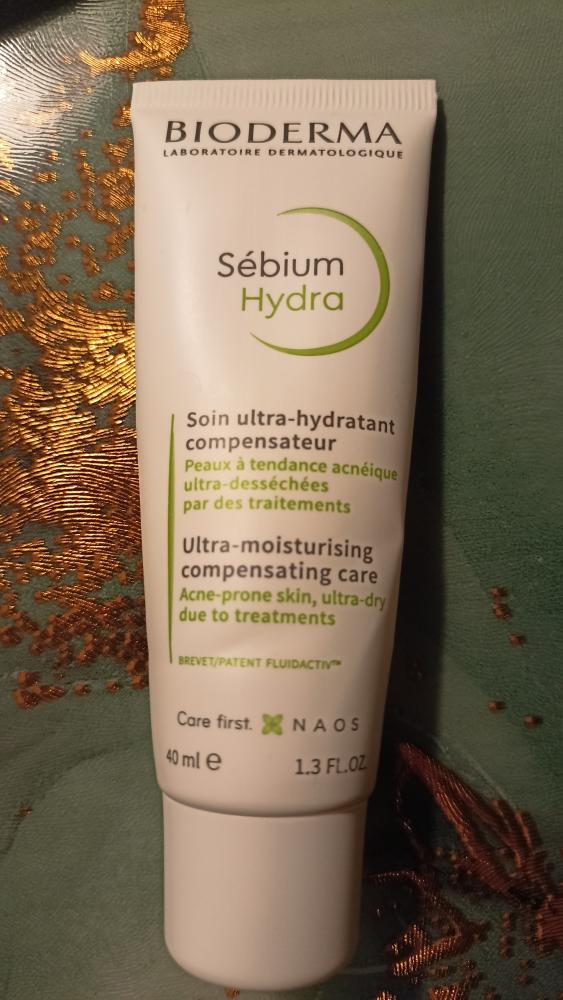 BIODERMA
LABORATOIRE DERMATOLOGIQUE
Sébium
Hydra
Soin ultra-hydratant
compensateur
Peaux à tendance acnéique
ultra-desséchées
par des traitements
Ultra-moisturising
compensating care
Acne-prone skin, ultra-dry
due to treatments
BREVET/PATENT FLUIDACTIV™
Care first. NAOS
40 ml e 1.3 FL.OZ.